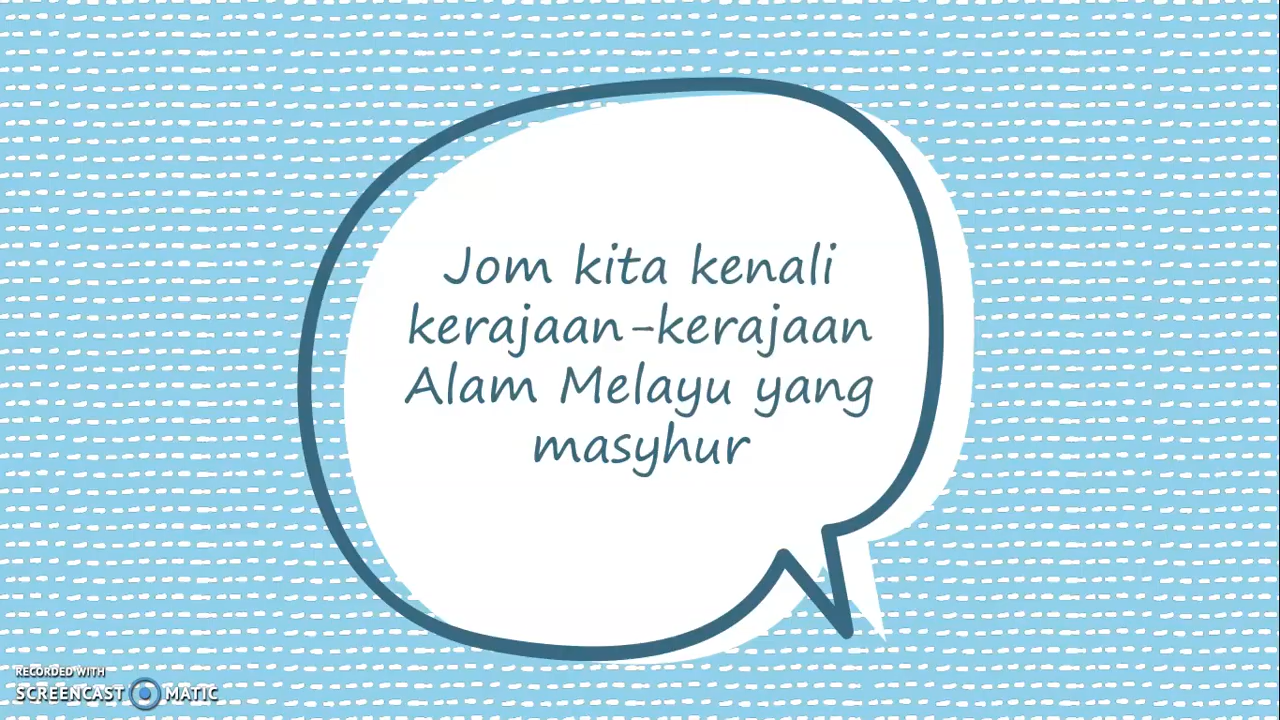 Jom kita kenali
kerajaan-kerajaan
Alam Melayu yang
masyhur
RECORDED WITH
SCREENCAST MATIC